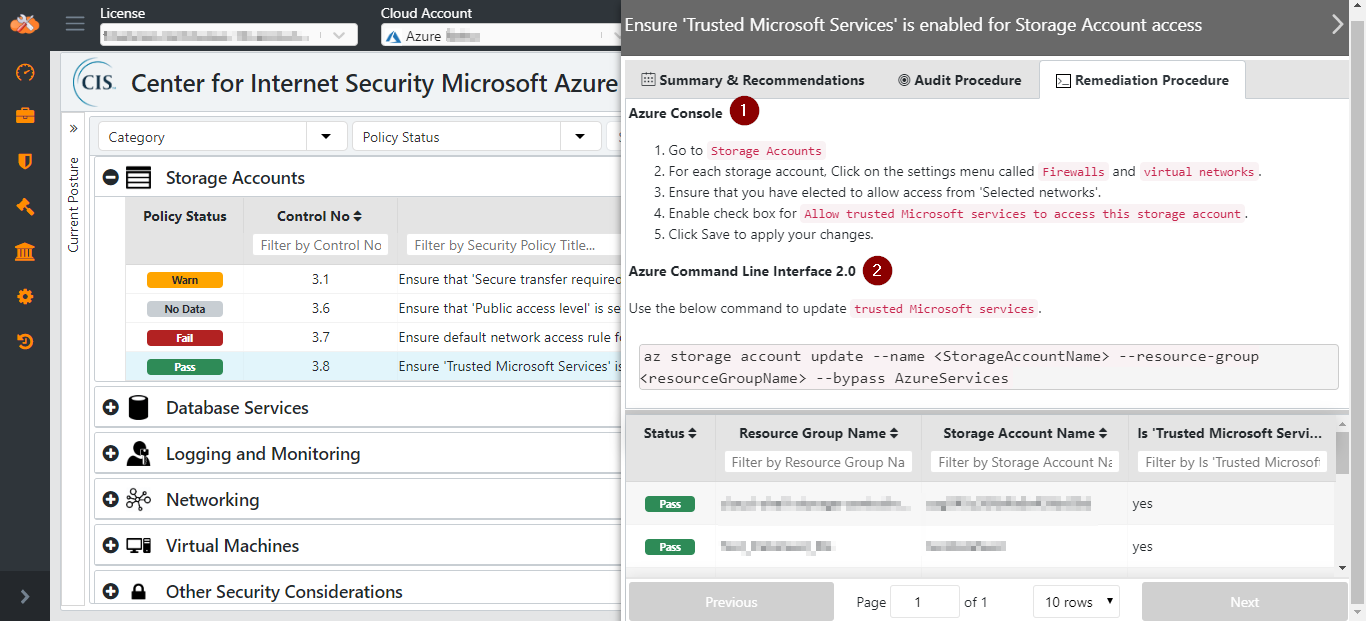 License
Cloud Account
Azure
CIS.
Center for Internet Security Microsoft Azure
Current Posture
Category
Policy Status
Storage Accounts
Policy Status
Control No
Filter by Control No
Filter by Security Policy Title...
Warn 3.1 Ensure that 'Secure transfer required
No Data 3.6 Ensure that 'Public access level' is se
Fail 3.7 Ensure default network access rule f
Pass 3.8 Ensure 'Trusted Microsoft Services' is
Database Services
Logging and Monitoring
Networking
Virtual Machines
Other Security Considerations
Ensure 'Trusted Microsoft Services' is enabled for Storage Account access
Summary & Recommendations
Audit Procedure
Remediation Procedure
Azure Console 1
1. Go to Storage Accounts
2. For each storage account, Click on the settings menu called Firewalls and virtual networks.
3. Ensure that you have elected to allow access from 'Selected networks'.
4. Enable check box for Allow trusted Microsoft services to access this storage account.
5. Click Save to apply your changes.
Azure Command Line Interface 2.0 2
Use the below command to update trusted Microsoft services.
az storage account update --name <StorageAccountName> --resource-group
<resourceGroupName> --bypass AzureServices
Status Resource Group Name Storage Account Name Is 'Trusted Microsoft Servi...
Filter by Resource Group Na Filter by Storage Account Na Filter by Is 'Trusted Microsoft
Pass yes
Pass yes
Previous Page 1 of 1 10 rows Next